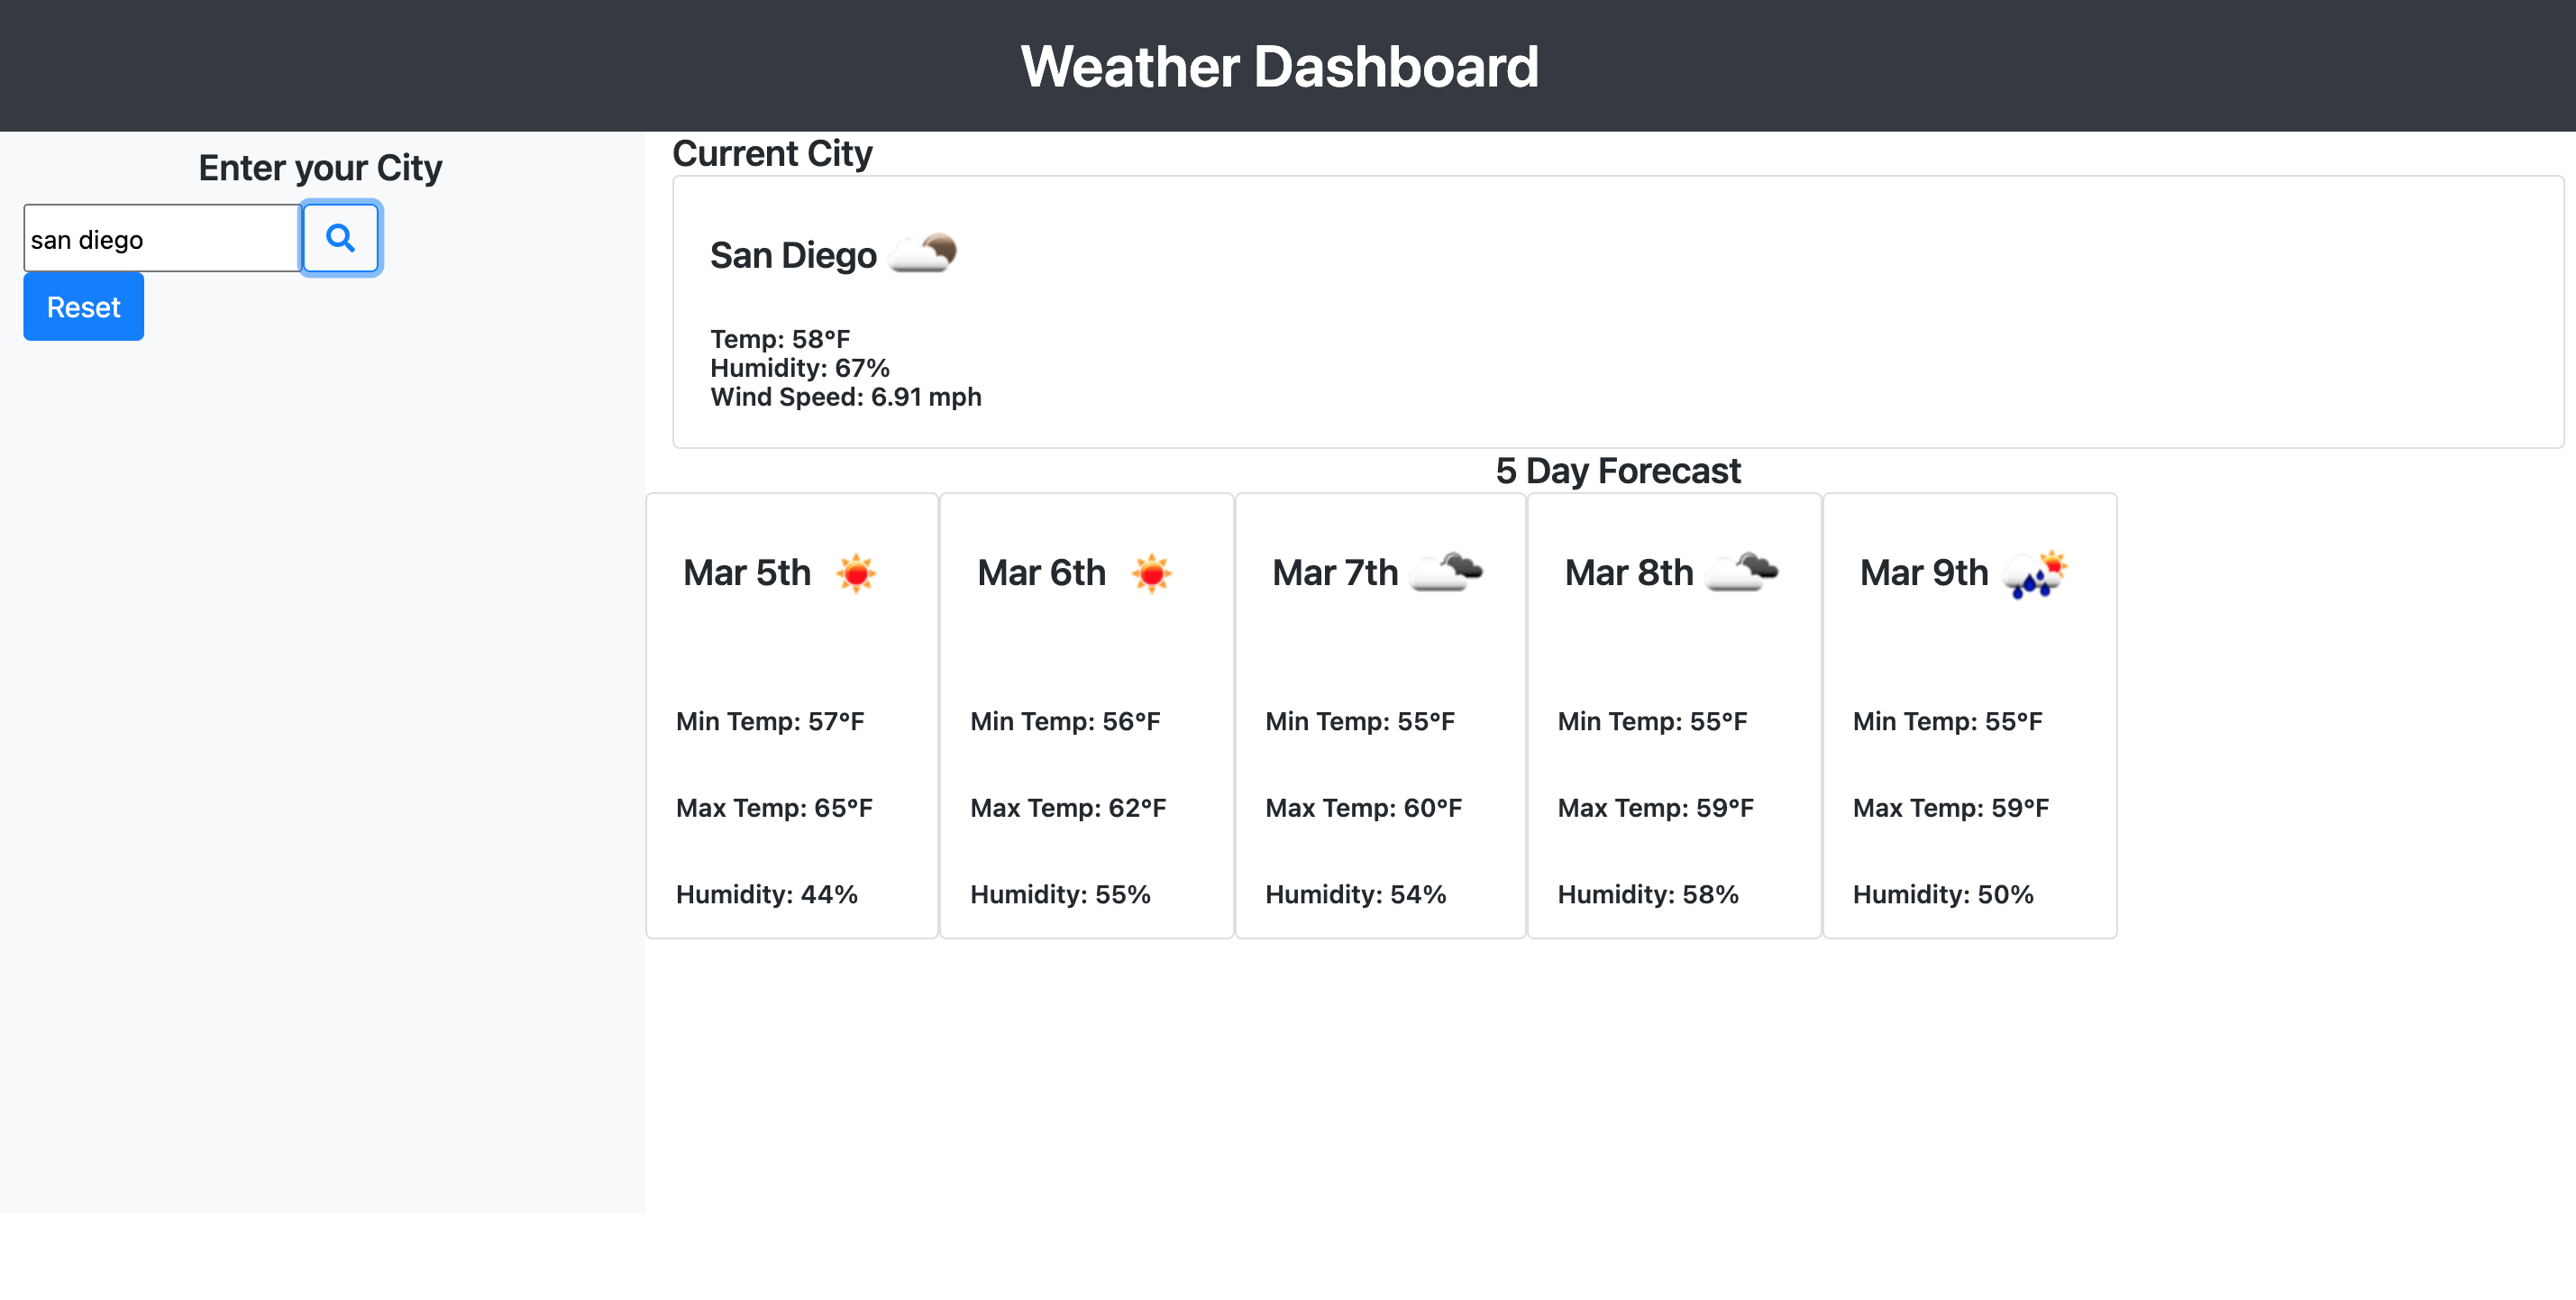 Weather Dashboard
Enter your City
san diego
Reset
Current City
San Diego
Temp: 58°F
Humidity: 67%
Wind Speed: 6.91 mph
5 Day Forecast
Mar 5th
Min Temp: 57°F
Max Temp: 65°F
Humidity: 44%
Mar 6th
Min Temp: 56°F
Max Temp: 62°F
Humidity: 55%
Mar 7th
Min Temp: 55°F
Max Temp: 60°F
Humidity: 54%
Mar 8th
Min Temp: 55°F
Max Temp: 59°F
Humidity: 58%
Mar 9th
Min Temp: 55°F
Max Temp: 59°F
Humidity: 50%